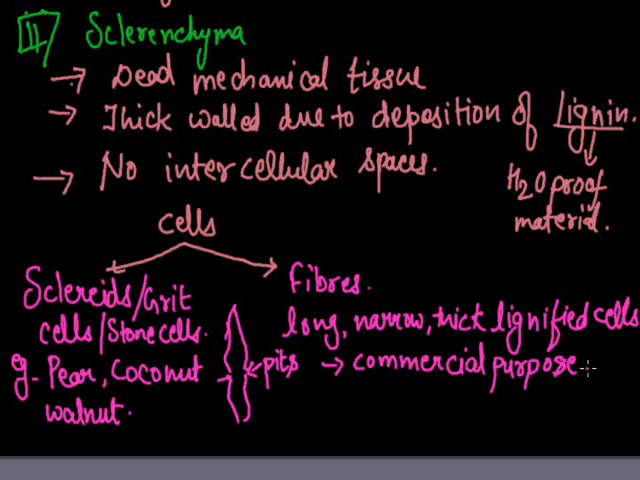 II Sclerenchyma
→ Dead mechanical tissue
→ Thick walled due to deposition of Lignin.
→ No intercellular spaces.
H2O proof
material.
cells
Sclereids/Grit
cells/Stone cells.
eg- Pear, coconut
walnut.
Fibres.
long, narrow, thick lignified cells
pits → commercial purpose